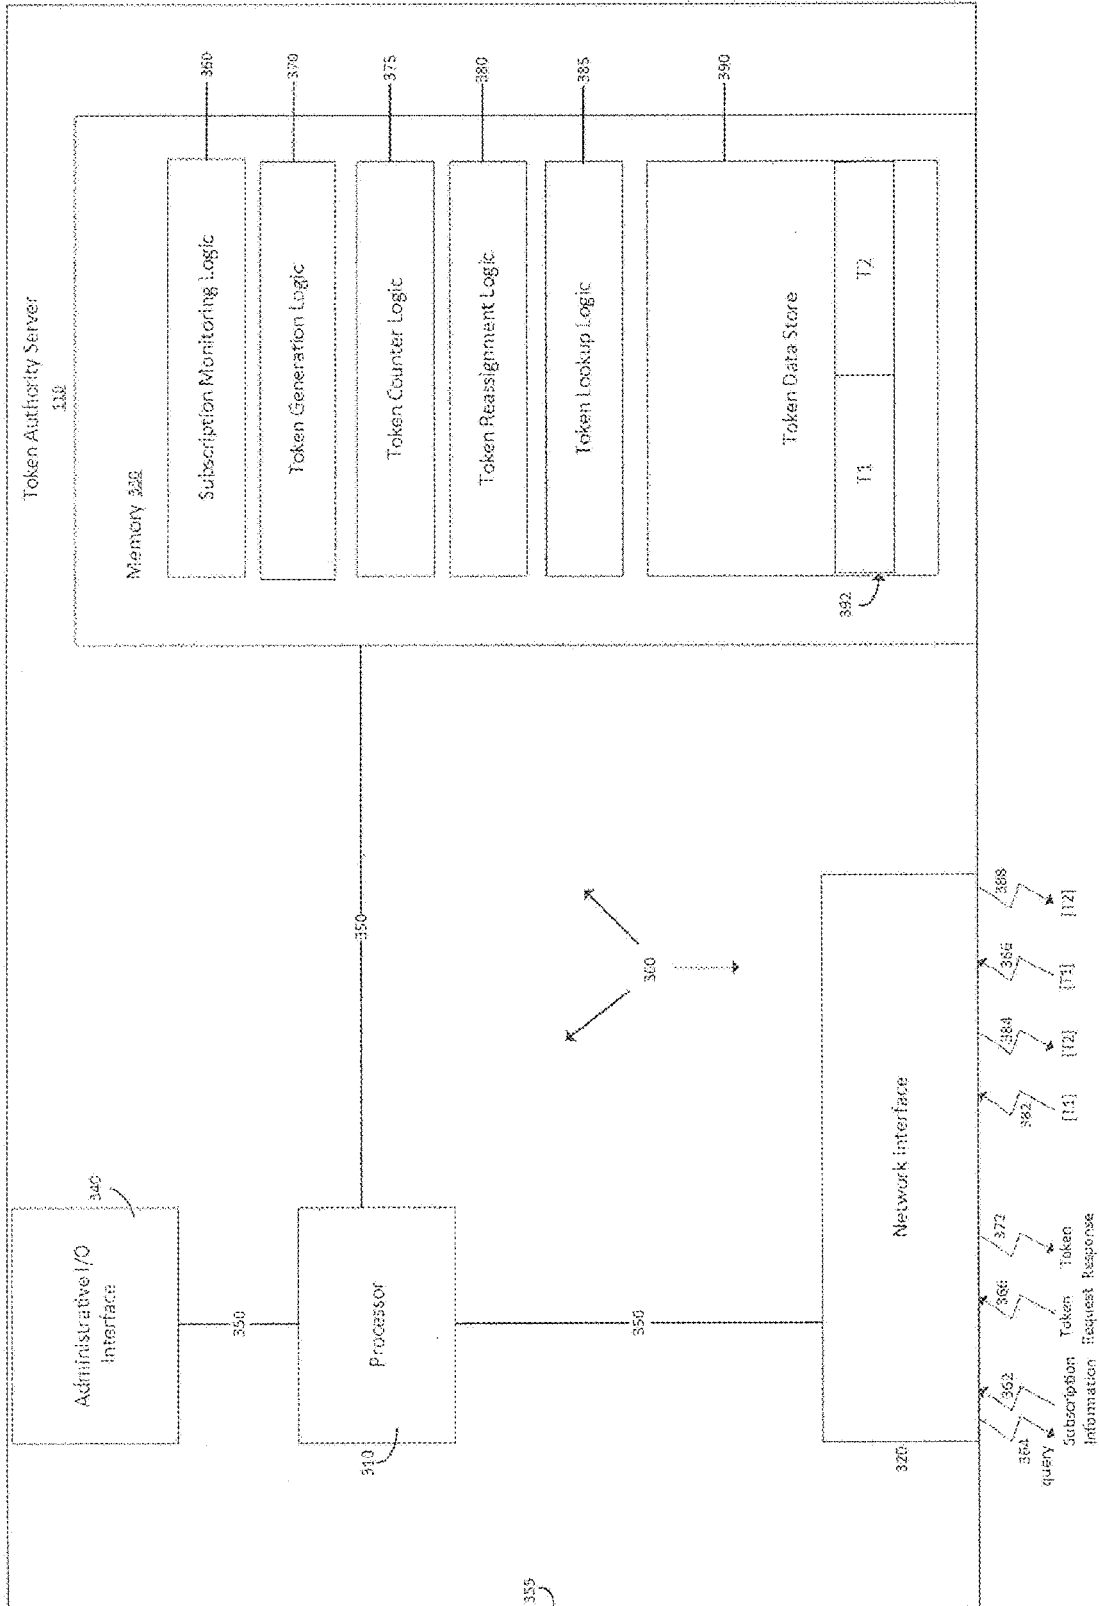 Token Authority Server
110
Memory
Subscription Monitoring Logic
360
Token Generation Logic
370
Token Counter Logic
375
Token Reassignment Logic
380
Token Lookup Logic
385
Token Data Store
390
T1
T2
392
Administrative I/O
Interface
340
350
Processor
310
350
350
300
Network Interface
320
355
364
query
362
Subscription
Information
366
Token
Request
372
Token
Response
382
[T1]
384
[T2]
386
[T1]
388
[T2]